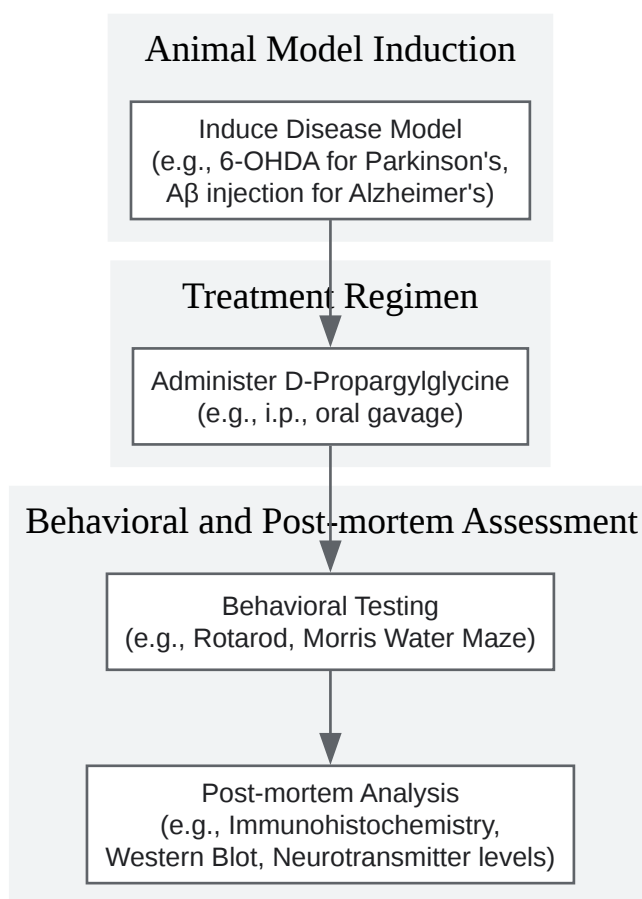 Animal Model Induction
Induce Disease Model
(e.g., 6-OHDA for Parkinson's,
Aβ injection for Alzheimer's)
Treatment Regimen
Administer D-Propargylglycine
(e.g., i.p., oral gavage)
Behavioral and Post-mortem Assessment
Behavioral Testing
(e.g., Rotarod, Morris Water Maze)
Post-mortem Analysis
(e.g., Immunohistochemistry,
Western Blot, Neurotransmitter levels)